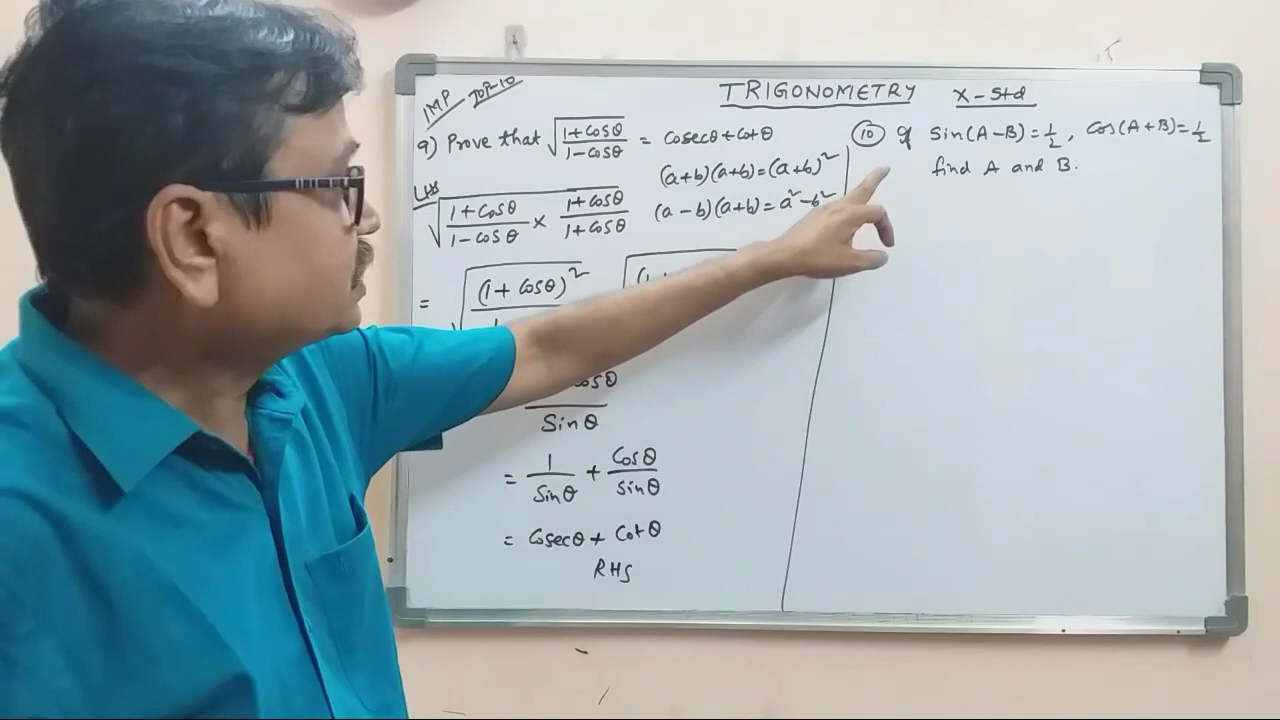 IMP TOP-10
TRIGONOMETRY X-Std
9) Prove that √((1+cosθ)/(1-cosθ)) = cosecθ+cotθ
(a+b)(a+b)=(a+b)²
LHS
√((1+cosθ)/(1-cosθ) × (1+cosθ)/(1+cosθ))
(a-b)(a+b)=a²-b²
= √((1+cosθ)²
Sinθ
= 1/Sinθ + Cosθ/Sinθ
= Cosecθ + Cotθ
RHS
10 If Sin(A-B)=1/2, Cos(A+B)=1/2
find A and B.